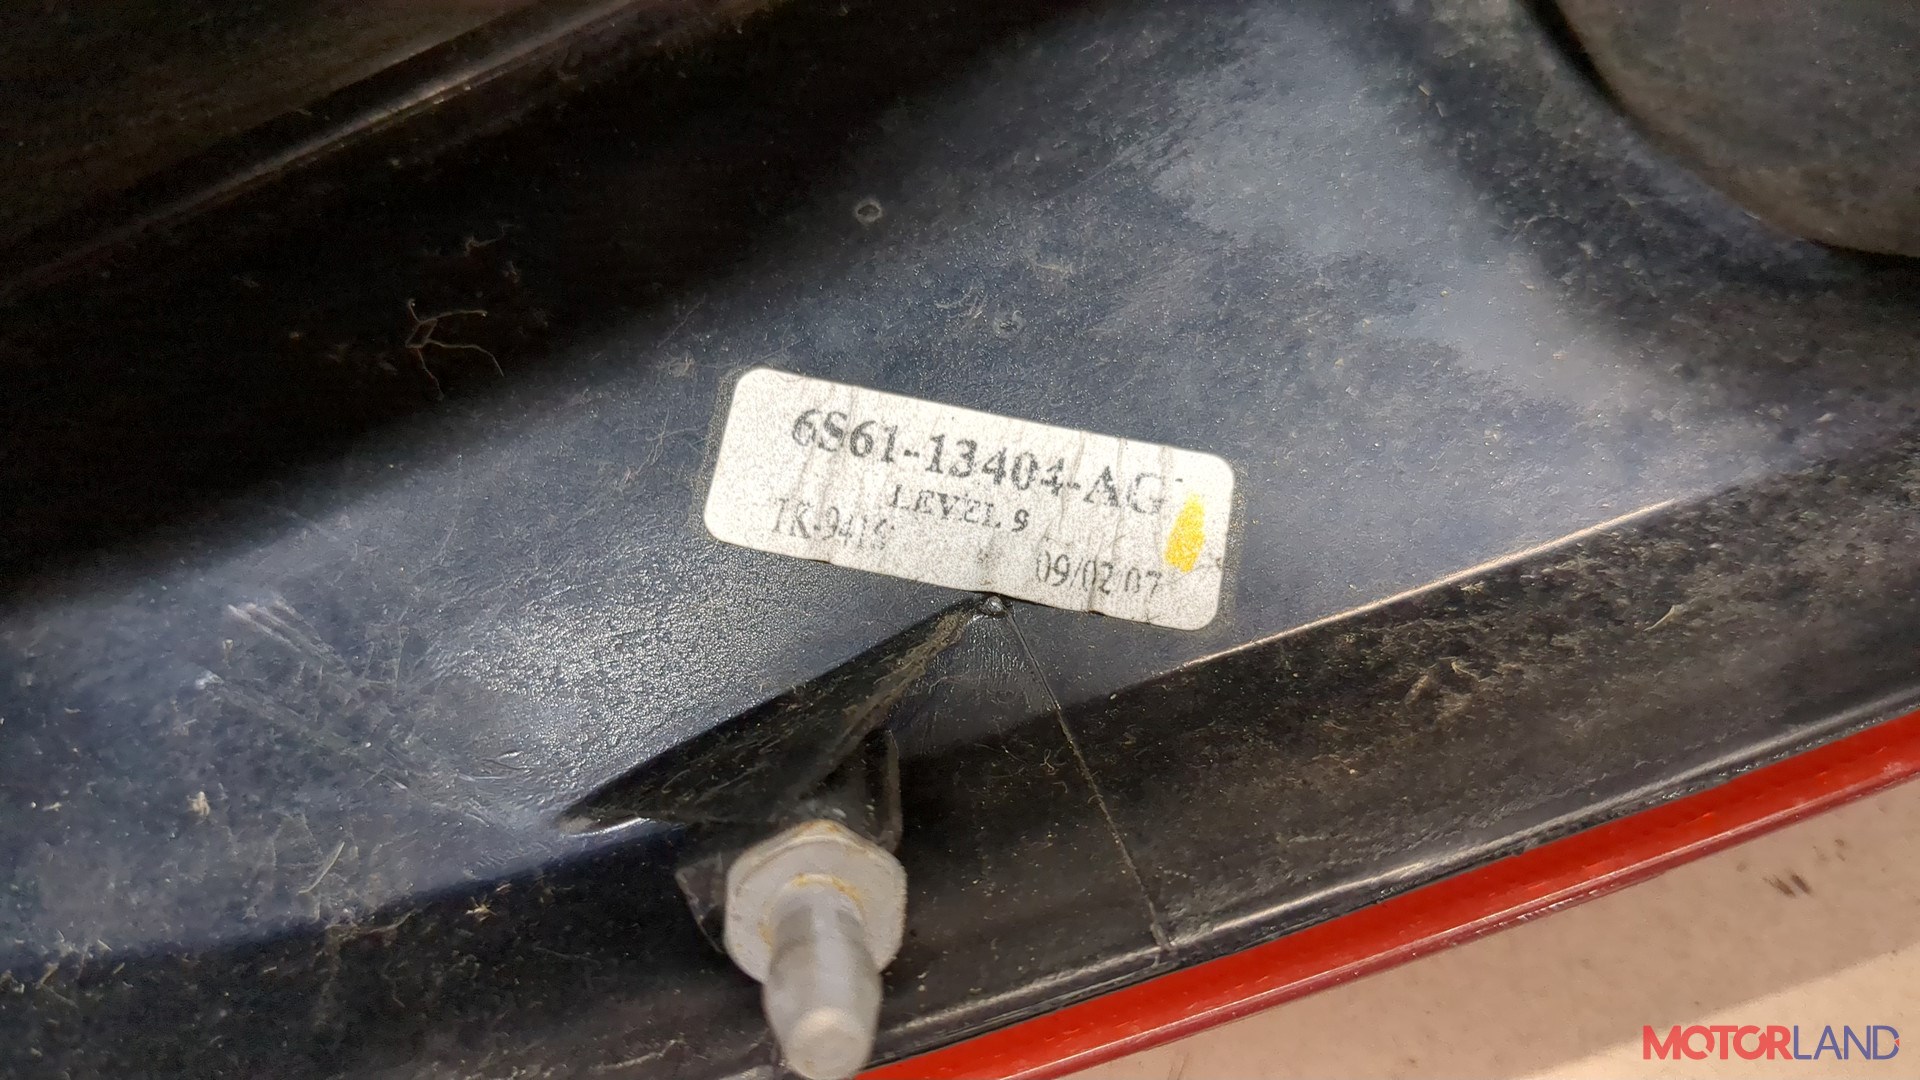 6S61-13404-AG
LEVEL 9
09/02/07
MOTORLAND